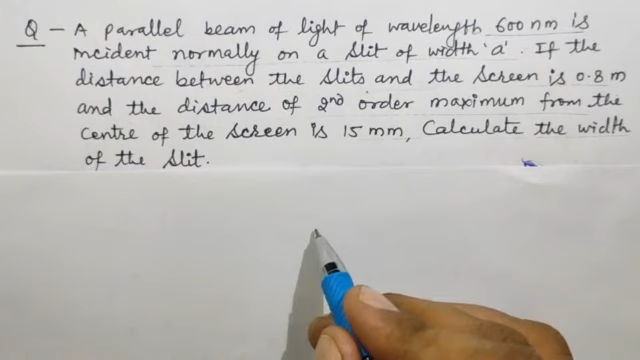 Q - A parallel beam of light of wavelength 600 nm is
incident normally on a slit of width 'a'. If the
distance between the slits and the screen is 0.8 m
and the distance of 2nd order maximum from the
centre of the screen is 15 mm, Calculate the width
of the slit.